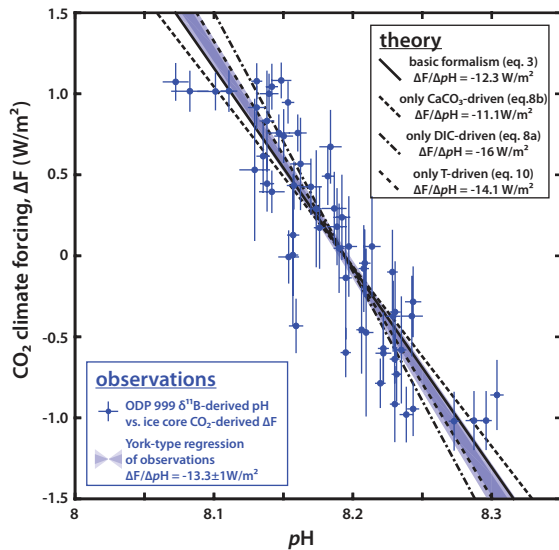 1.5
1.0
0.5
0
-0.5
-1.0
-1.5
CO₂ climate forcing, ΔF (W/m²)
theory
basic formalism (eq. 3)
ΔF/ΔpH = -12.3 W/m²
only CaCO₃-driven (eq.8b)
ΔF/ΔpH = -11.1W/m²
only DIC-driven (eq. 8a)
ΔF/ΔpH = -16 W/m²
only T-driven (eq. 10)
ΔF/ΔpH = -14.1 W/m²
observations
ODP 999 δ¹¹B-derived pH
vs. ice core CO₂-derived ΔF
York-type regression
of observations
ΔF/ΔpH = -13.3±1W/m²
8 8.1 8.2 8.3
pH